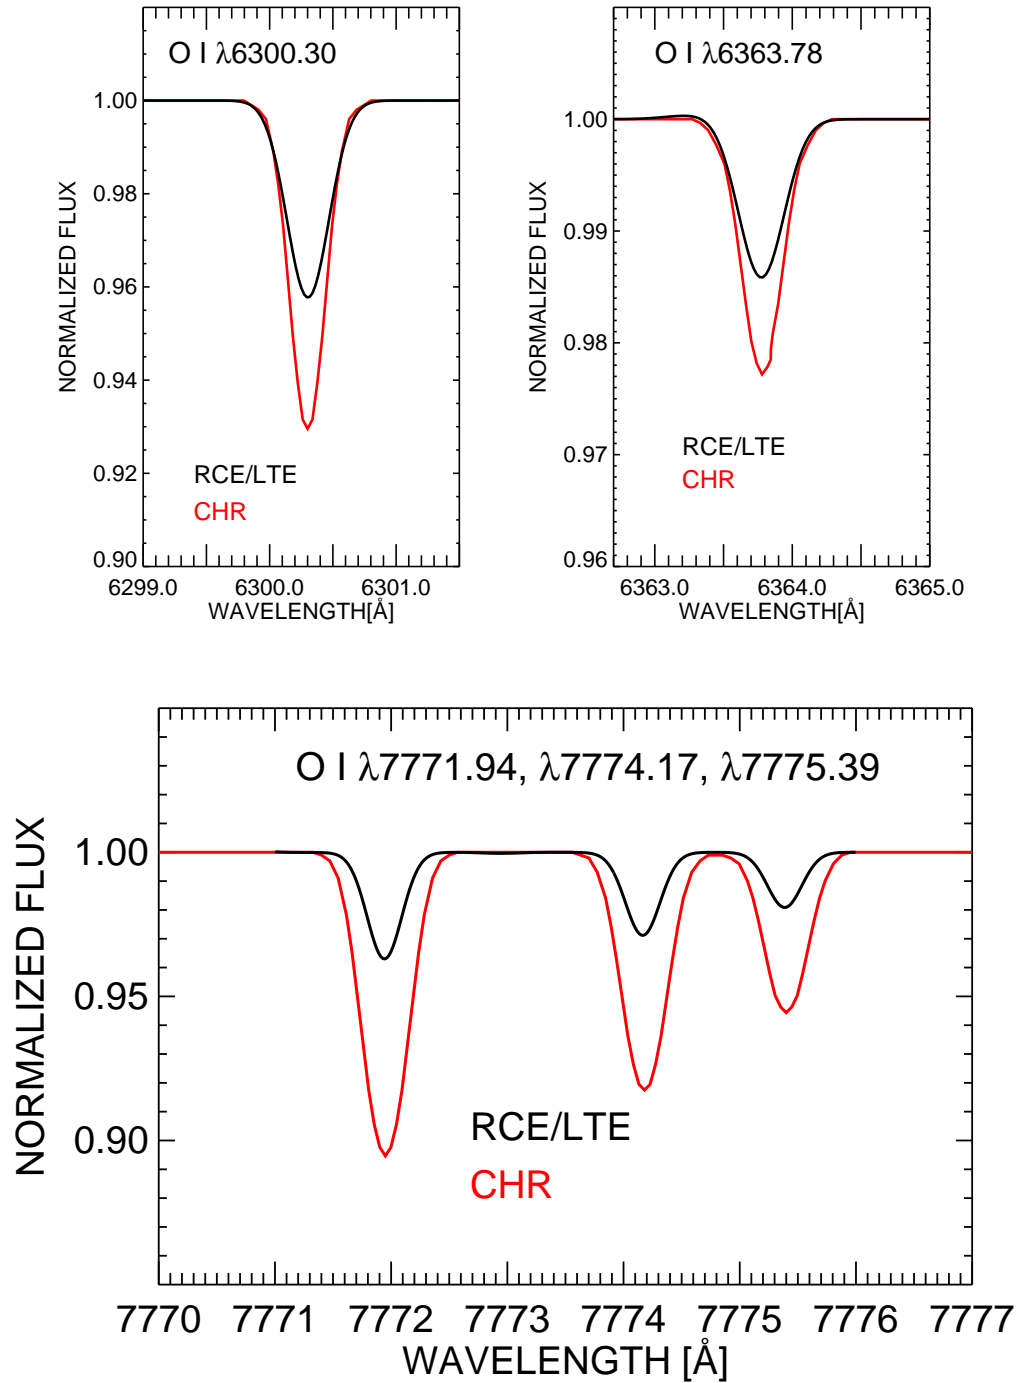 O I λ6300.30
1.00
0.98
0.96
0.94
0.92
0.90
NORMALIZED FLUX
RCE/LTE
CHR
6299.0 6300.0 6301.0
WAVELENGTH[Å]
O I λ6363.78
1.00
0.99
0.98
0.97
0.96
NORMALIZED FLUX
RCE/LTE
CHR
6363.0 6364.0 6365.0
WAVELENGTH[Å]
O I λ7771.94, λ7774.17, λ7775.39
1.00
0.95
0.90
NORMALIZED FLUX
RCE/LTE
CHR
7770 7771 7772 7773 7774 7775 7776 7777
WAVELENGTH [Å]